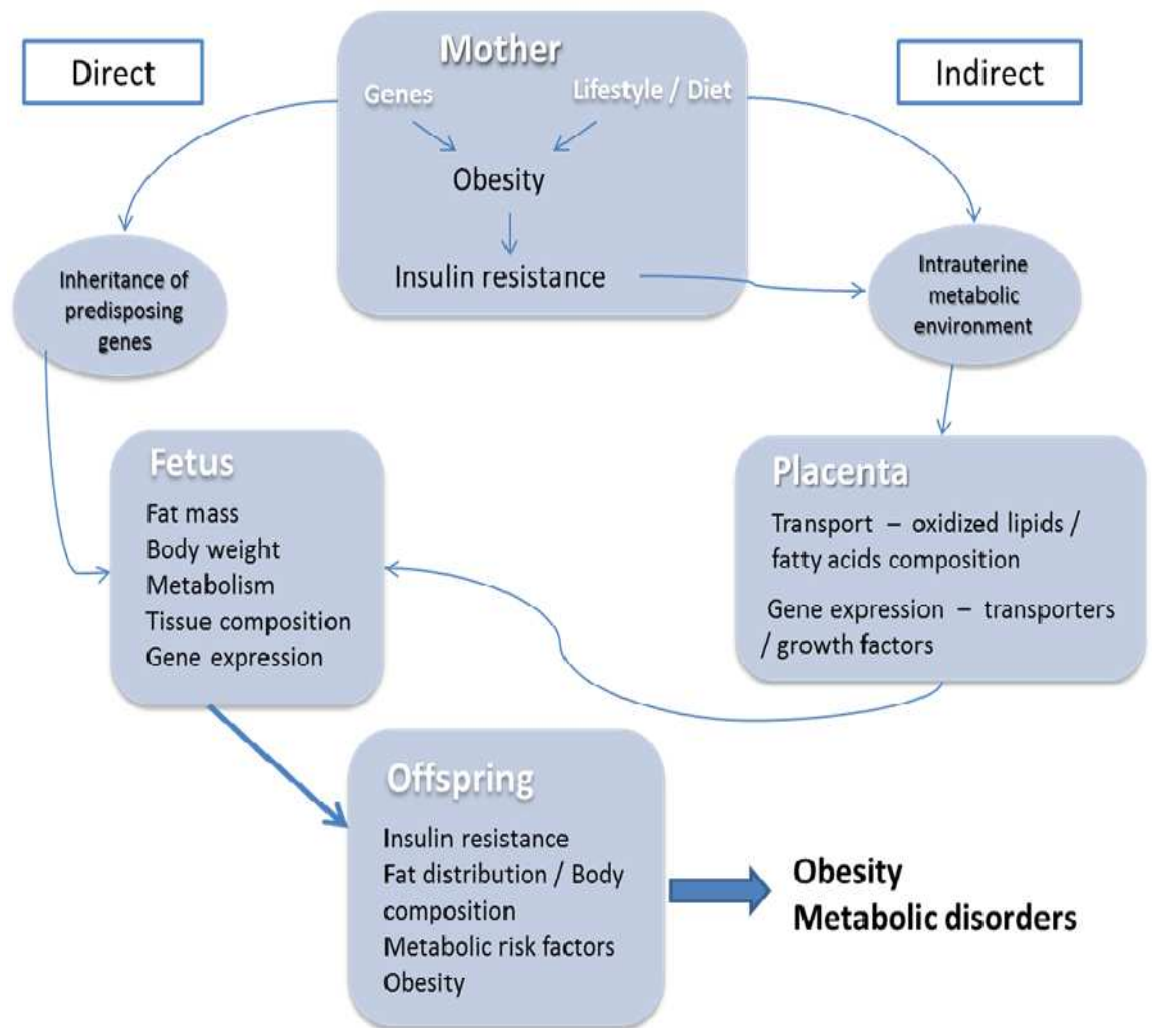 Direct
Mother
Indirect
Genes
Lifestyle / Diet
Obesity
Insulin resistance
Inheritance of
predisposing
genes
Intrauterine
metabolic
environment
Fetus
Fat mass
Body weight
Metabolism
Tissue composition
Gene expression
Placenta
Transport – oxidized lipids /
fatty acids composition
Gene expression – transporters
/ growth factors
Offspring
Insulin resistance
Fat distribution / Body
composition
Metabolic risk factors
Obesity
Obesity
Metabolic disorders